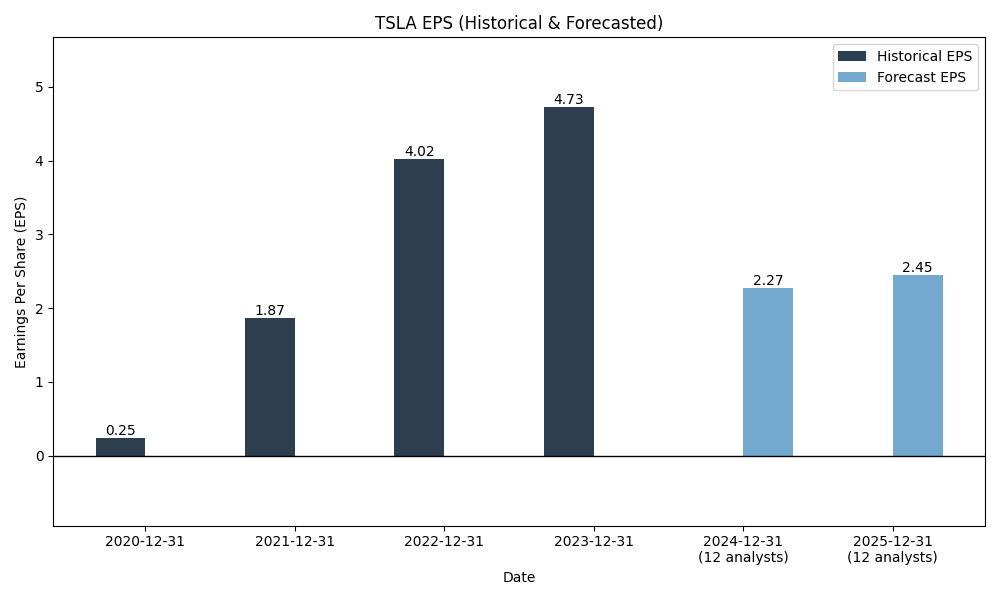 TSLA EPS (Historical & Forecasted)
Historical EPS
Forecast EPS
Earnings Per Share (EPS)
5
4
3
2
1
0
0.25
1.87
4.02
4.73
2.27
2.45
2020-12-31
2021-12-31
2022-12-31
2023-12-31
2024-12-31
(12 analysts)
2025-12-31
(12 analysts)
Date